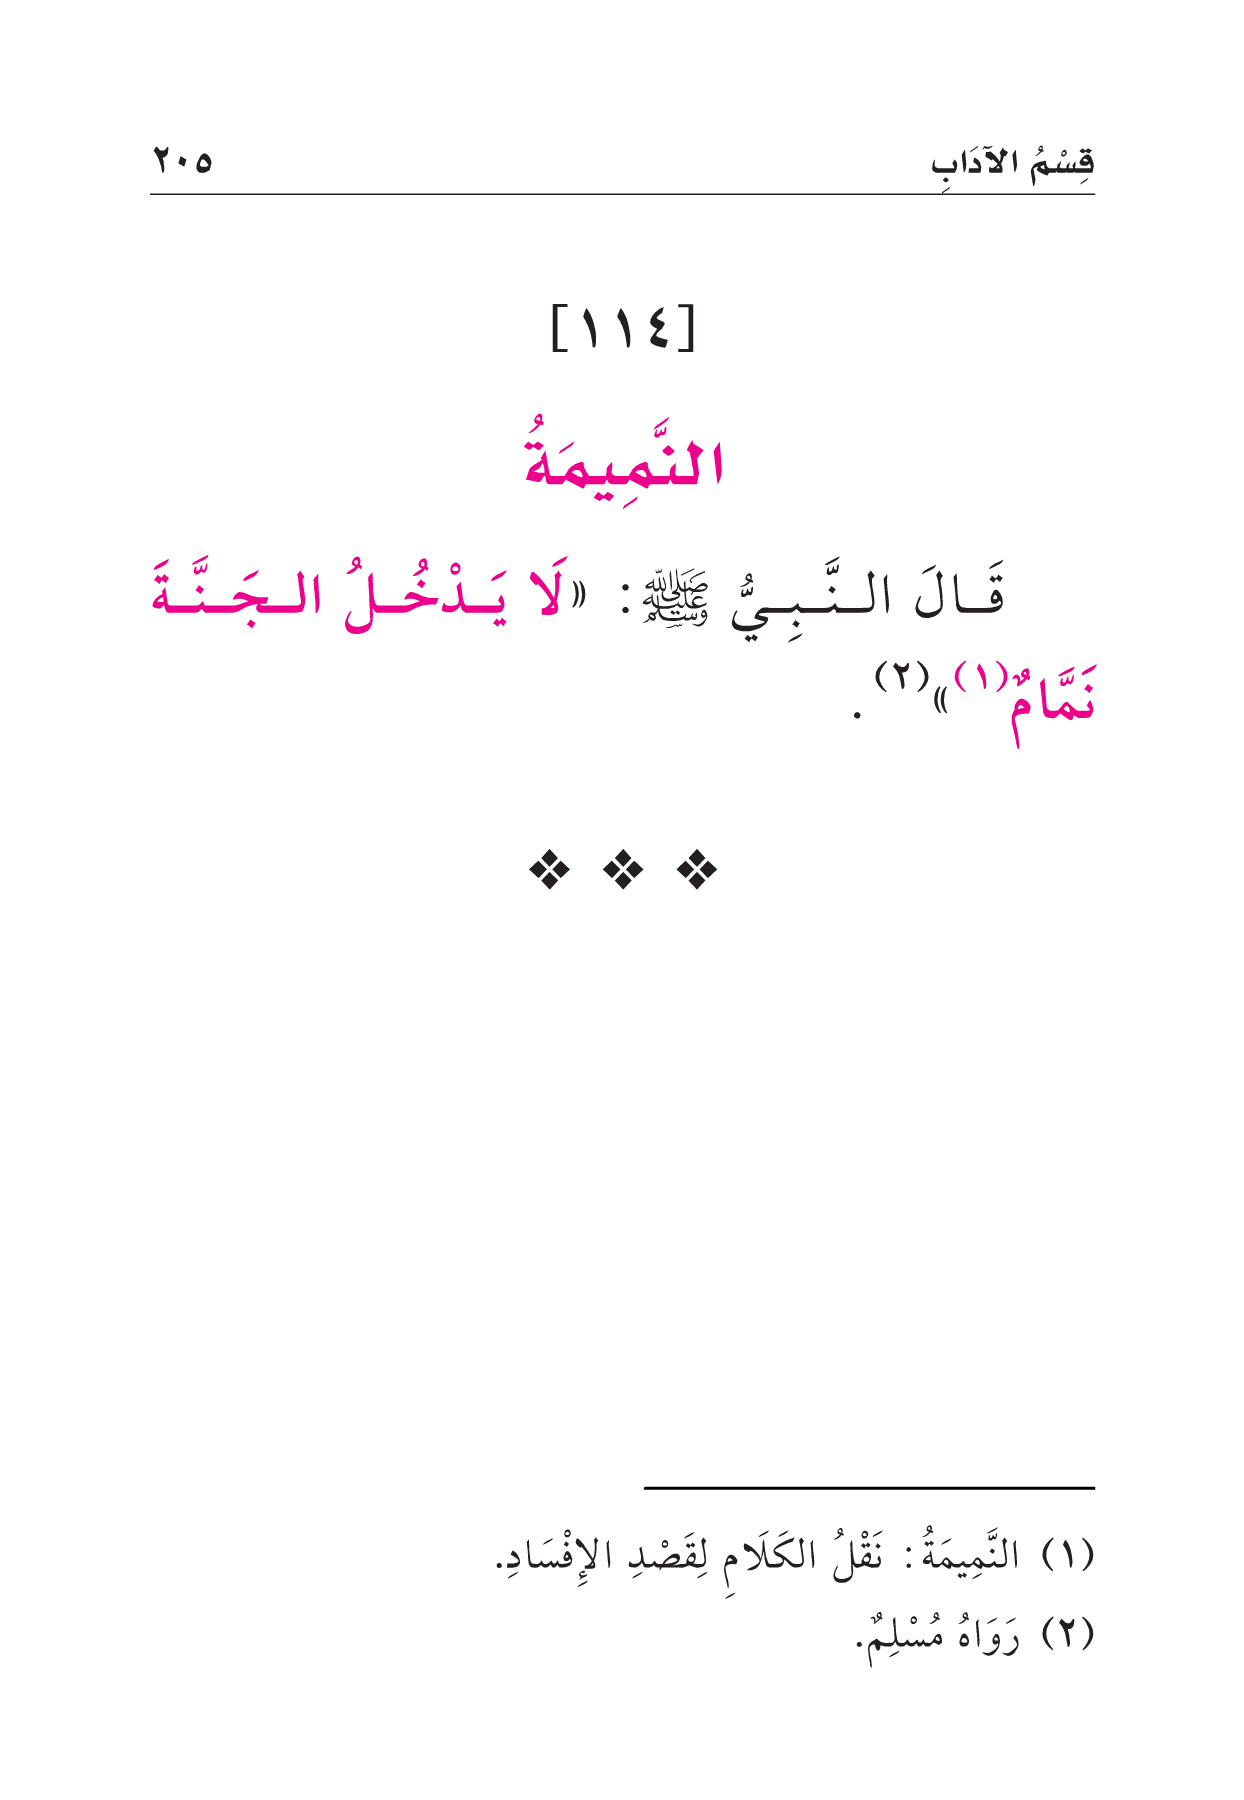 قِسْمُ الآدَابِ ٢٠٥
[١١٤]
النَّمِيمَةُ
قَالَ النَّبِيُّ ﷺ: «لَا يَدْخُلُ الجَنَّةَ
نَمَّامٌ(١)»(٢).
(١) النَّمِيمَةُ: نَقْلُ الكَلَامِ لِقَصْدِ الإِفْسَادِ.
(٢) رَوَاهُ مُسْلِمٌ.